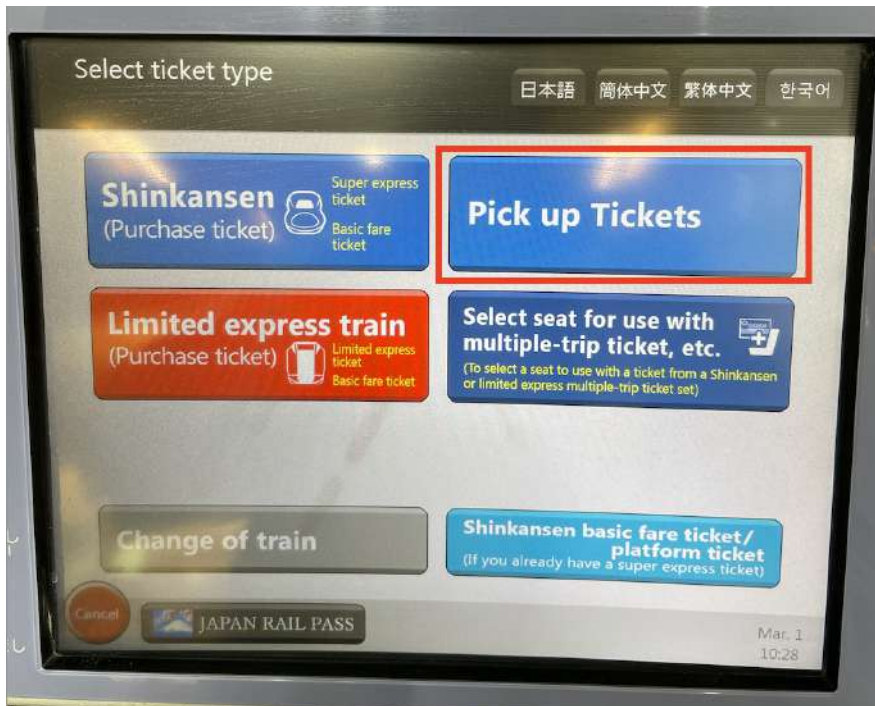 Select ticket type
日本語 简体中文 繁体中文 한국어
Shinkansen
(Purchase ticket)
Super express
ticket
Basic fare
ticket
Pick up Tickets
Limited express train
(Purchase ticket)
Limited express
ticket
Basic fare ticket
Select seat for use with
multiple-trip ticket, etc.
(To select a seat to use with a ticket from a Shinkansen
or limited express multiple-trip ticket set)
Change of train
Shinkansen basic fare ticket/
platform ticket
(If you already have a super express ticket)
Cancel
JAPAN RAIL PASS
Mar. 1
10:28